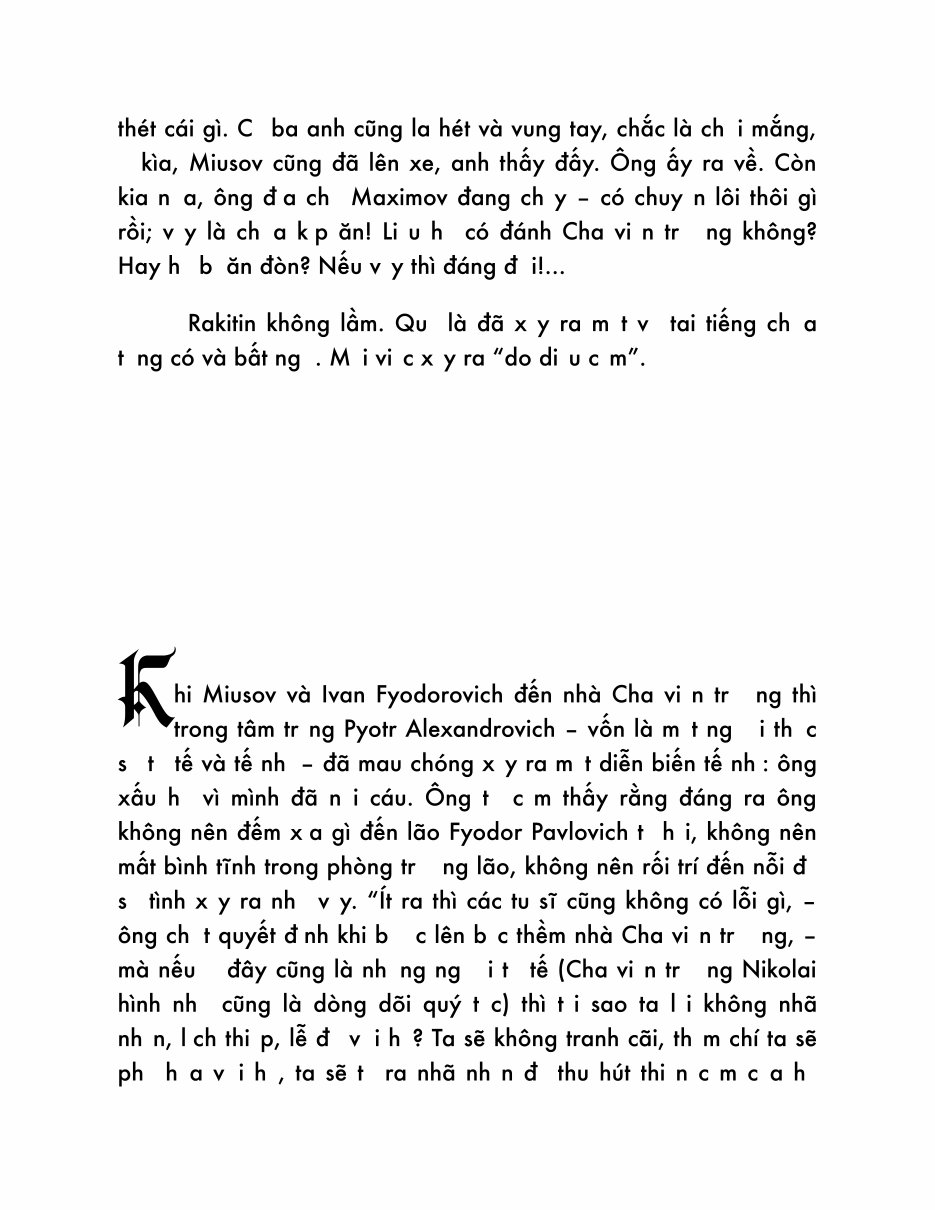 thét cái gì. C ba anh cũng la hét và vung tay, chắc là ch i mắng,
kìa, Miusov cũng đã lên xe, anh thấy đấy. Ông ấy ra về. Còn
kia n a, ông đ a ch Maximov đang ch y – có chuy n lôi thôi gì
rồi; v y là ch a k p ăn! Li u h có đánh Cha vi n tr ng không?
Hay h b ăn đòn? Nếu v y thì đáng đ i!...
Rakitin không lầm. Qu là đã x y ra m t v tai tiếng ch a
t ng có và bất ng . M i vi c x y ra “do di u c m”.
Khi Miusov và Ivan Fyodorovich đến nhà Cha vi n tr ng thì
trong tâm tr ng Pyotr Alexandrovich – vốn là m t ng i th c
s t tế và tế nh – đã mau chóng x y ra m t diễn biến tế nh : ông
xấu h vì mình đã n i cáu. Ông t c m thấy rằng đáng ra ông
không nên đếm x a gì đến lão Fyodor Pavlovich t h i, không nên
mất bình tĩnh trong phòng tr ng lão, không nên rối trí đến nỗi đ
s tình x y ra nh v y. “Ít ra thì các tu sĩ cũng không có lỗi gì, –
ông ch t quyết đ nh khi b c lên b c thềm nhà Cha vi n tr ng, –
mà nếu đây cũng là nh ng ng i t tế (Cha vi n tr ng Nikolai
hình nh cũng là dòng dõi quý t c) thì t i sao ta l i không nhã
nh n, l ch thi p, lễ đ v i h ? Ta sẽ không tranh cãi, th m chí ta sẽ
ph h a v i h , ta sẽ t ra nhã nh n đ thu hút thi n c m c a h